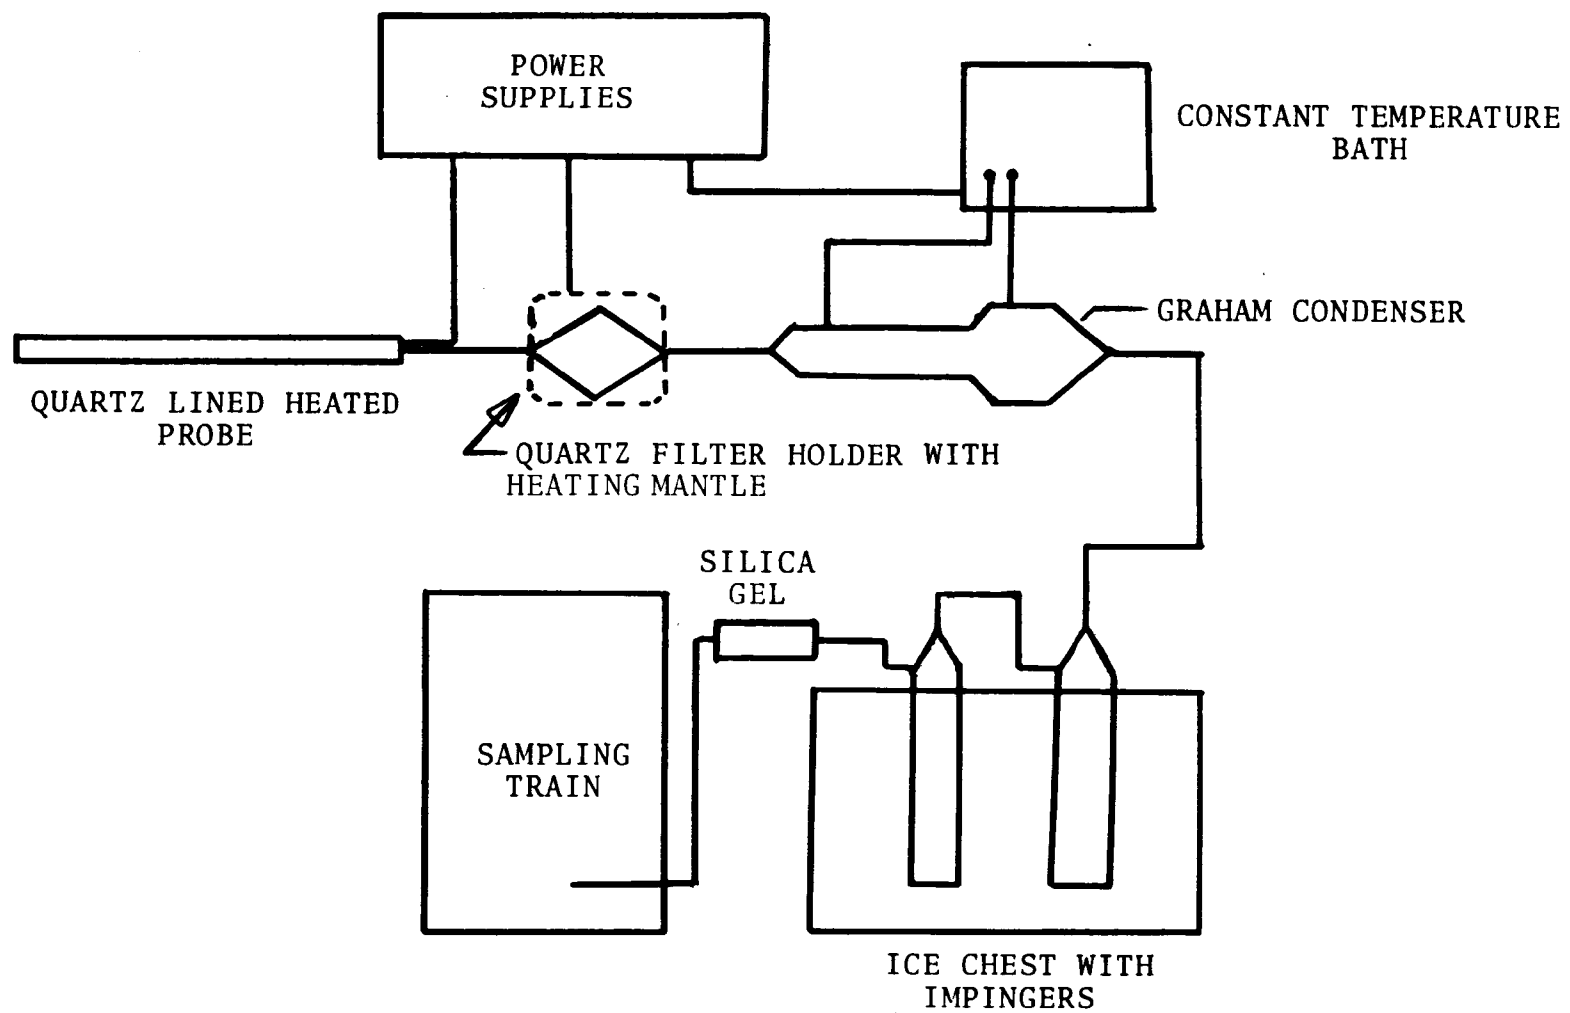 POWER
SUPPLIES
CONSTANT TEMPERATURE
BATH
GRAHAM CONDENSER
QUARTZ LINED HEATED
PROBE
QUARTZ FILTER HOLDER WITH
HEATING MANTLE
SILICA
GEL
SAMPLING
TRAIN
ICE CHEST WITH
IMPINGERS